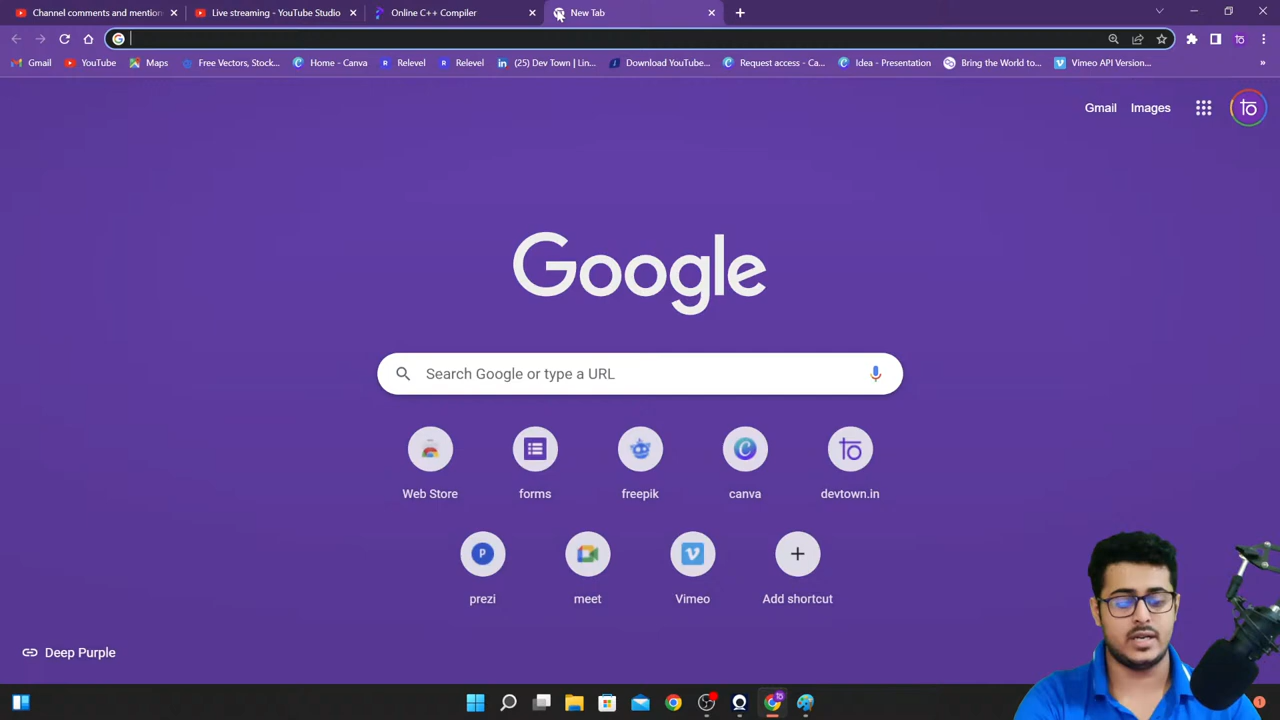 Channel comments and mention
Live streaming - YouTube Studio
Online C++ Compiler
New Tab
Gmail
YouTube
Maps
Free Vectors, Stock...
Home - Canva
Relevel
Relevel
(25) Dev Town | Lin...
Download YouTube...
Request access - Ca...
Idea - Presentation
Bring the World to...
Vimeo API Version...
»
Gmail Images
Google
Search Google or type a URL
Web Store
forms
freepik
canva
devtown.in
prezi
meet
Vimeo
Add shortcut
Deep Purple
1